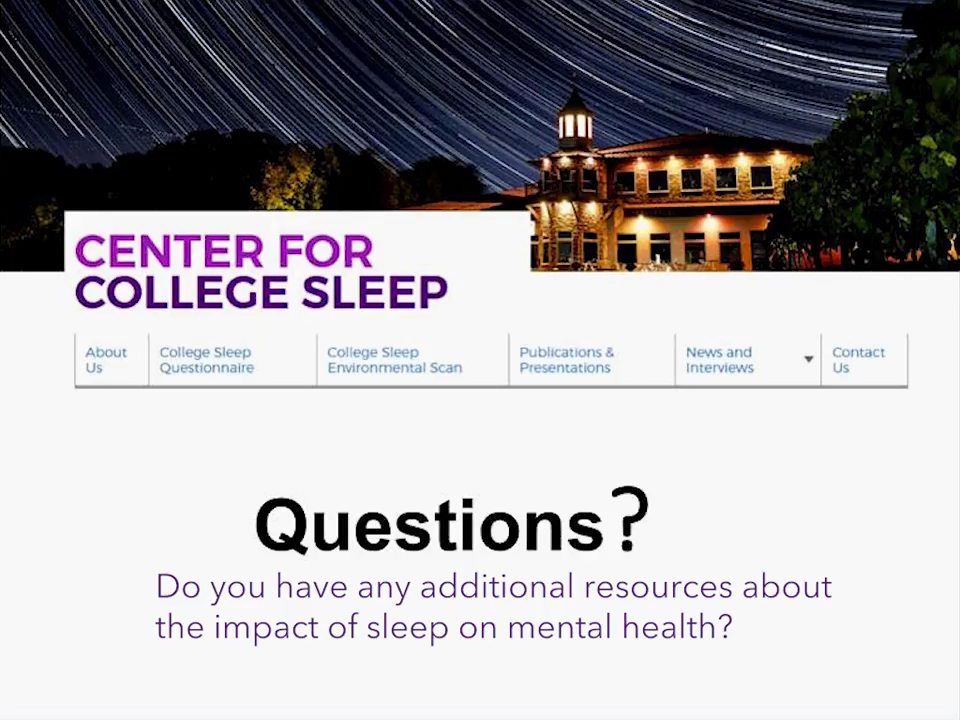 CENTER FOR
COLLEGE SLEEP
About
Us
College Sleep
Questionnaire
College Sleep
Environmental Scan
Publications &
Presentations
News and
Interviews
Contact
Us
Questions?
Do you have any additional resources about
the impact of sleep on mental health?